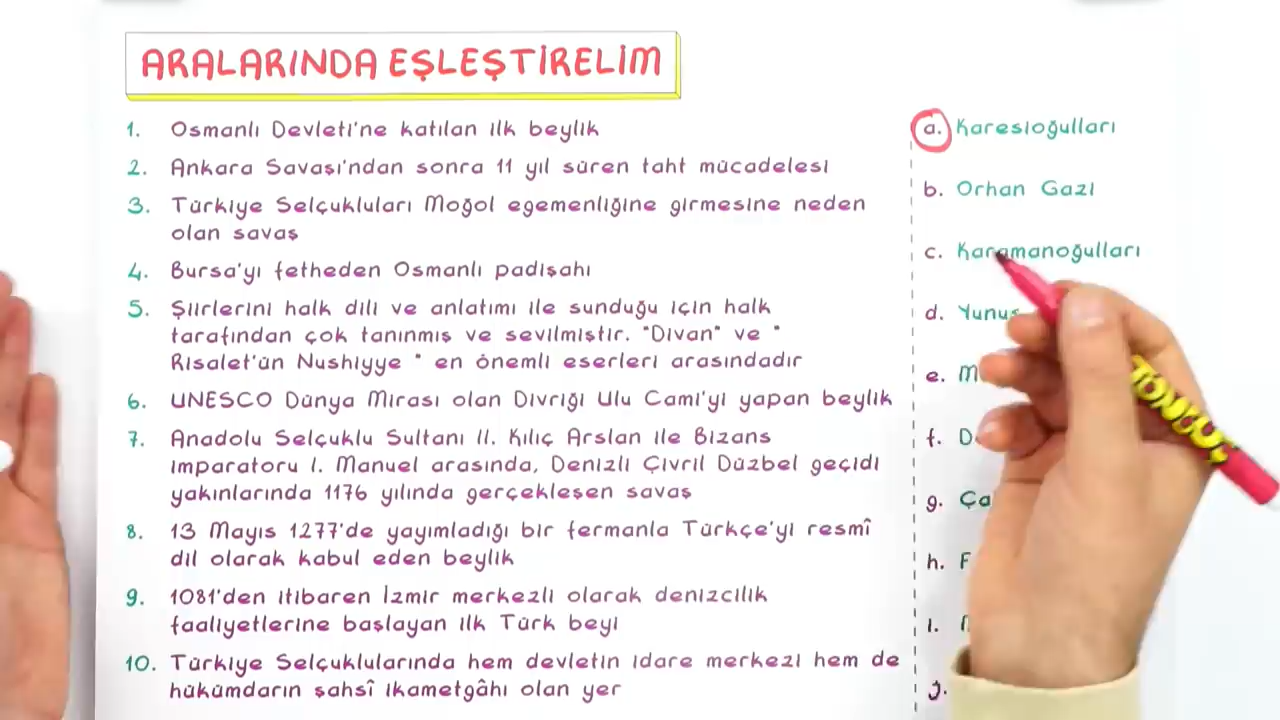 ARALARINDA EŞLEŞTİRELİM
1. Osmanlı Devleti'ne katılan ilk beylik
2. Ankara Savaşı'ndan sonra 11 yıl süren taht mücadelesi
3. Türkiye Selçukluları Moğol egemenliğine girmesine neden
olan savaş
4. Bursa'yı fetheden Osmanlı padişahı
5. Şiirlerini halk dili ve anlatımı ile sunduğu için halk
tarafından çok tanınmış ve sevilmiştir. "Divan" ve "
Risalet'ün Nushiyye " en önemli eserleri arasındadır
6. UNESCO Dünya Mirası olan Divriği Ulu Cami'yi yapan beylik
7. Anadolu Selçuklu Sultanı II. Kılıç Arslan ile Bizans
imparatoru I. Manuel arasında, Denizli Çivril Düzbel geçidi
yakınlarında 1176 yılında gerçekleşen savaş
8. 13 Mayıs 1277'de yayımladığı bir fermanla Türkçe'yi resmî
dil olarak kabul eden beylik
9. 1081'den itibaren İzmir merkezli olarak denizcilik
faaliyetlerine başlayan ilk Türk beyi
10. Türkiye Selçuklularında hem devletin idare merkezi hem de
hükümdarın şahsî ikametgâhı olan yer
a. Karesioğulları
b. Orhan Gazi
c. Karamanoğulları
d. Yunus
e.
f.
g.
h.
ı.
j.